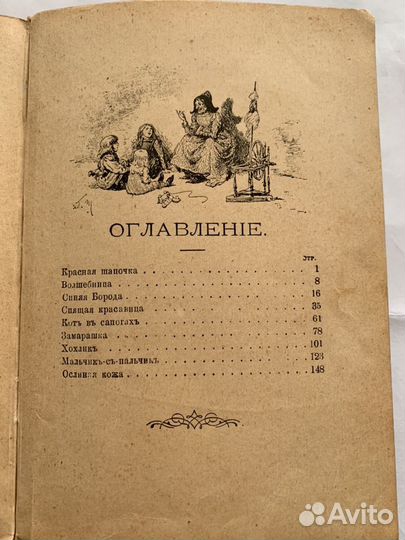 ОГЛАВЛЕНІЕ.
Стр.
Красная шапочка 1
Волшебница 8
Синяя Борода 16
Спящая красавица 35
Котъ въ сапогахъ 61
Замарашка 78
Хохликъ 101
Мальчикъ-съ-пальчикъ 123
Ослиная кожа 148
Avito